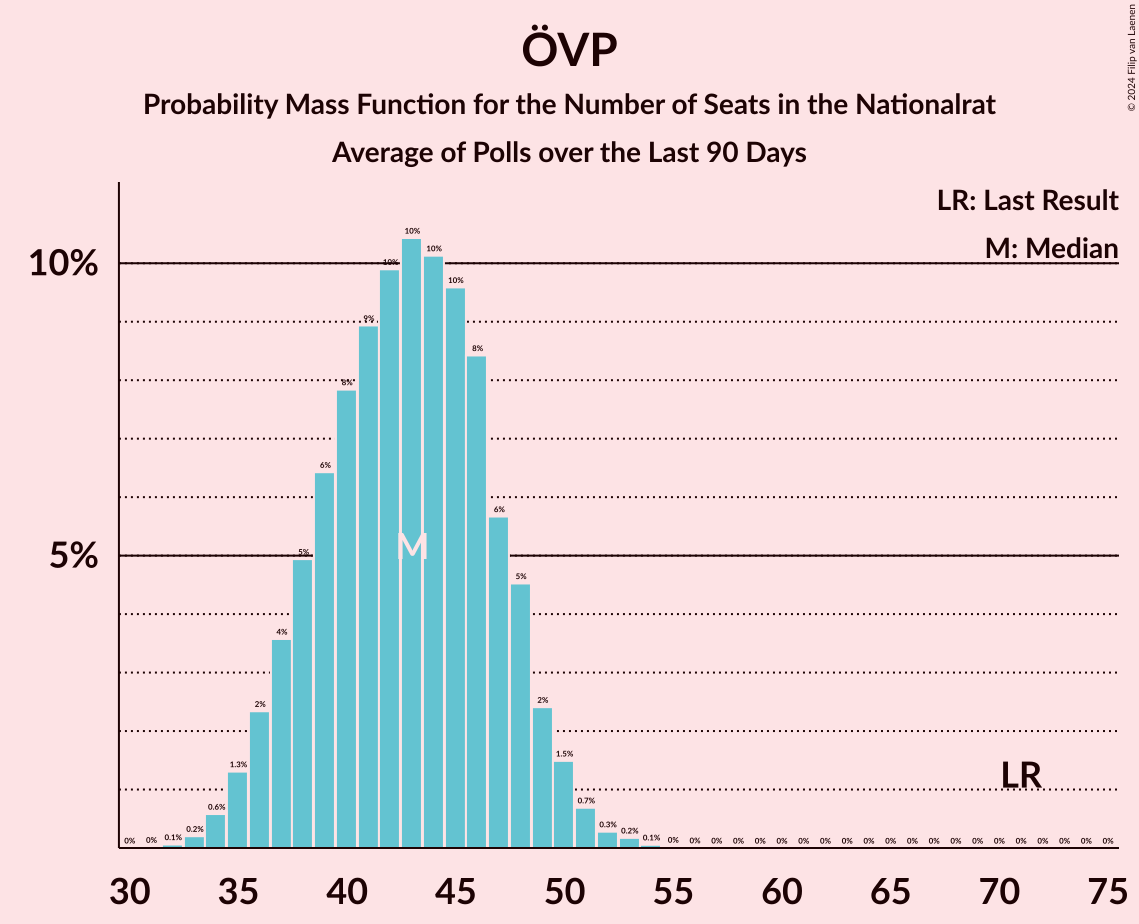 ÖVP
Probability Mass Function for the Number of Seats in the Nationalrat
Average of Polls over the Last 90 Days
© 2024 Filip van Laenen
LR: Last Result
M: Median
10%
5%
0% 0% 0.1% 0.2% 0.6% 1.3% 2% 4% 5% 6% 8% 9% 10% 10% 10% 10% 8% 6% 5% 2% 1.5% 0.7% 0.3% 0.2% 0.1% 0% 0% 0% 0% 0% 0% 0% 0% 0% 0% 0% 0% 0% 0% 0% 0% 0% 0% 0% 0% 0%
M
LR
30 35 40 45 50 55 60 65 70 75